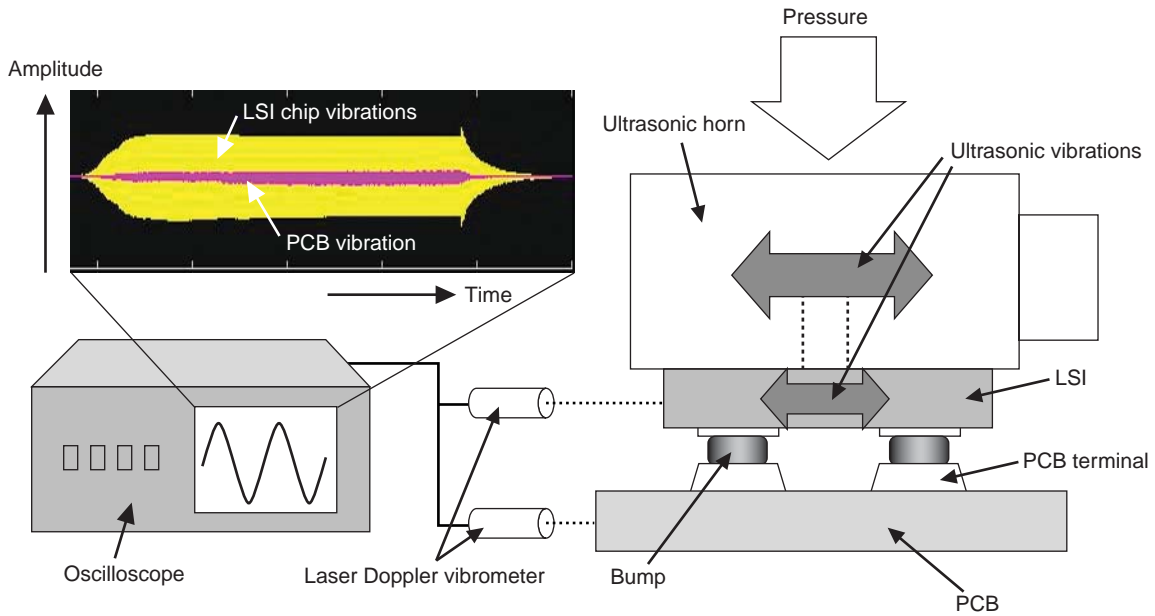 Pressure
Amplitude
LSI chip vibrations
Ultrasonic horn
Ultrasonic vibrations
PCB vibration
Time
LSI
PCB terminal
Oscilloscope
Laser Doppler vibrometer
Bump
PCB